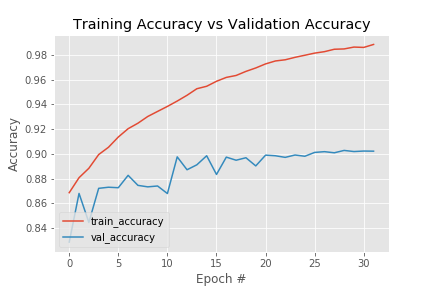 Training Accuracy vs Validation Accuracy
0.98
0.96
0.94
0.92
0.90
0.88
0.86
0.84
Accuracy
train_accuracy
val_accuracy
0 5 10 15 20 25 30
Epoch #